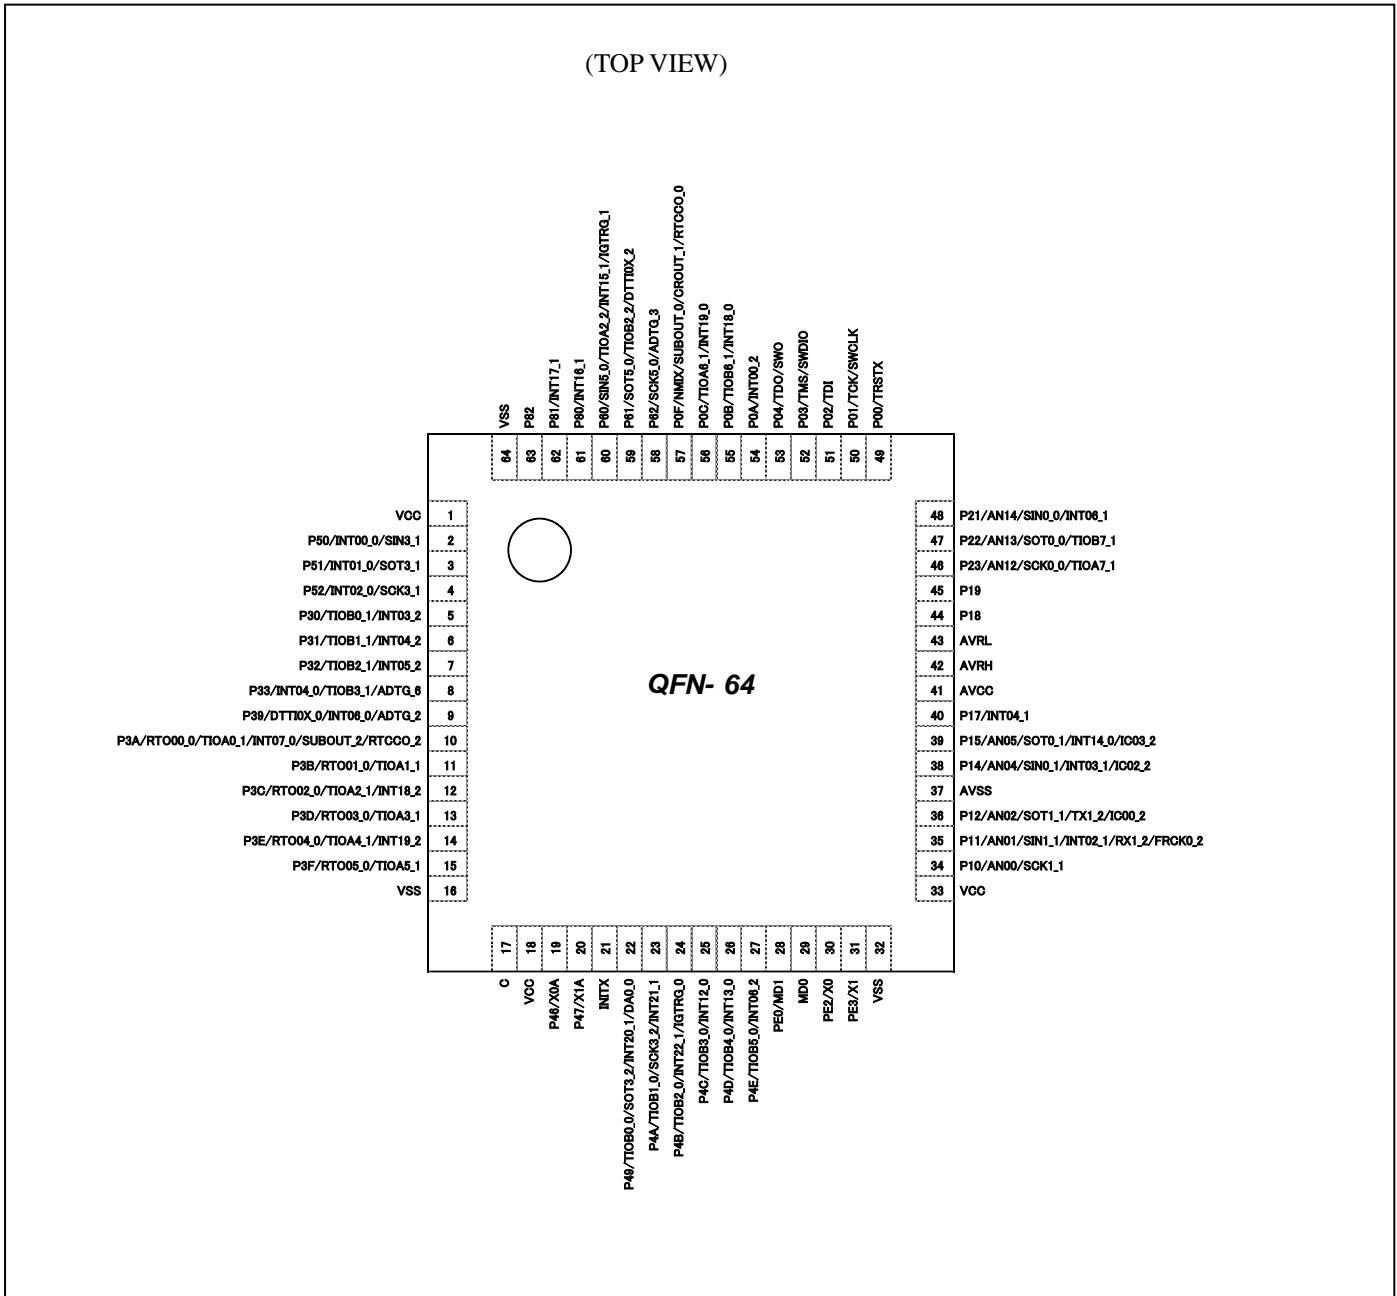 (TOP VIEW)
VSS
P82
P81/INT17_1
P80/INT16_1
P60/SIN5_0/TIOA2_2/INT15_1/IGTRG_1
P61/SOT5_0/TIOB2_2/DTTI0X_2
P62/SCK5_0/ADTG_3
P0F/NMIX/SUBOUT_0/CROUT_1/RTCCO_0
P0C/TIOA6_1/INT19_0
P0B/TIOB6_1/INT18_0
P0A/INT00_2
P04/TDO/SWO
P03/TMS/SWDIO
P02/TDI
P01/TCK/SWCLK
P00/TRSTX
64 63 62 61 60 59 58 57 56 55 54 53 52 51 50 49
VCC 1
P50/INT00_0/SIN3_1 2
P51/INT01_0/SOT3_1 3
P52/INT02_0/SCK3_1 4
P30/TIOB0_1/INT03_2 5
P31/TIOB1_1/INT04_2 6
P32/TIOB2_1/INT05_2 7
P33/INT04_0/TIOB3_1/ADTG_6 8
P39/DTTI0X_0/INT06_0/ADTG_2 9
P3A/RTO00_0/TIOA0_1/INT07_0/SUBOUT_2/RTCCO_2 10
P3B/RTO01_0/TIOA1_1 11
P3C/RTO02_0/TIOA2_1/INT18_2 12
P3D/RTO03_0/TIOA3_1 13
P3E/RTO04_0/TIOA4_1/INT19_2 14
P3F/RTO05_0/TIOA5_1 15
VSS 16
QFN- 64
48 P21/AN14/SIN0_0/INT06_1
47 P22/AN13/SOT0_0/TIOB7_1
46 P23/AN12/SCK0_0/TIOA7_1
45 P19
44 P18
43 AVRL
42 AVRH
41 AVCC
40 P17/INT04_1
39 P15/AN05/SOT0_1/INT14_0/IC03_2
38 P14/AN04/SIN0_1/INT03_1/IC02_2
37 AVSS
36 P12/AN02/SOT1_1/TX1_2/IC00_2
35 P11/AN01/SIN1_1/INT02_1/RX1_2/FRCK0_2
34 P10/AN00/SCK1_1
33 VCC
17 18 19 20 21 22 23 24 25 26 27 28 29 30 31 32
C
VCC
P46/X0A
P47/X1A
INITX
P49/TIOB0_0/SOT3_2/INT20_1/DA0_0
P4A/TIOB1_0/SCK3_2/INT21_1
P4B/TIOB2_0/INT22_1/IGTRG_0
P4C/TIOB3_0/INT12_0
P4D/TIOB4_0/INT13_0
P4E/TIOB5_0/INT06_2
PE0/MD1
MD0
PE2/X0
PE3/X1
VSS